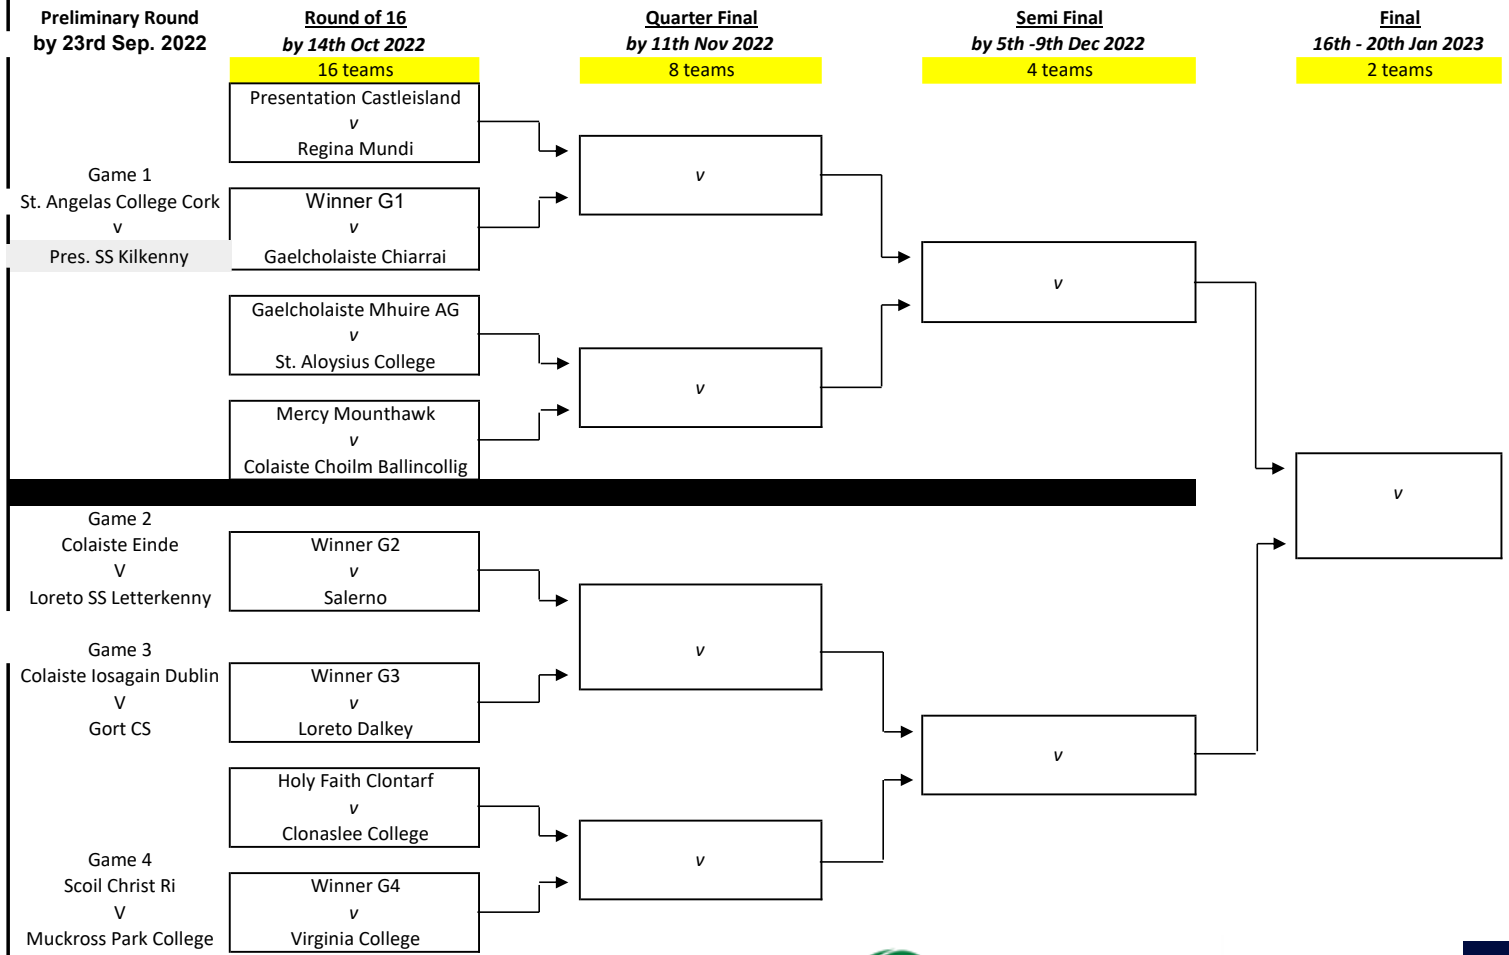 Preliminary Round
by 23rd Sep. 2022
Round of 16
by 14th Oct 2022
16 teams
Quarter Final
by 11th Nov 2022
8 teams
Semi Final
by 5th -9th Dec 2022
4 teams
Final
16th - 20th Jan 2023
2 teams
Game 1
St. Angelas College Cork
v
Pres. SS Kilkenny
Game 2
Colaiste Einde
V
Loreto SS Letterkenny
Game 3
Colaiste Iosagain Dublin
V
Gort CS
Game 4
Scoil Christ Ri
V
Muckross Park College
Presentation Castleisland
v
Regina Mundi
Winner G1
v
Gaelcholaiste Chiarrai
Gaelcholaiste Mhuire AG
v
St. Aloysius College
Mercy Mounthawk
v
Colaiste Choilm Ballincollig
Winner G2
v
Salerno
Winner G3
v
Loreto Dalkey
Holy Faith Clontarf
v
Clonaslee College
Winner G4
v
Virginia College
v
v
v
v
v
v
v